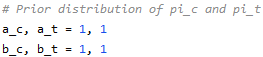 # Prior distribution of pi_c and pi_t
a_c, a_t = 1, 1
b_c, b_t = 1, 1